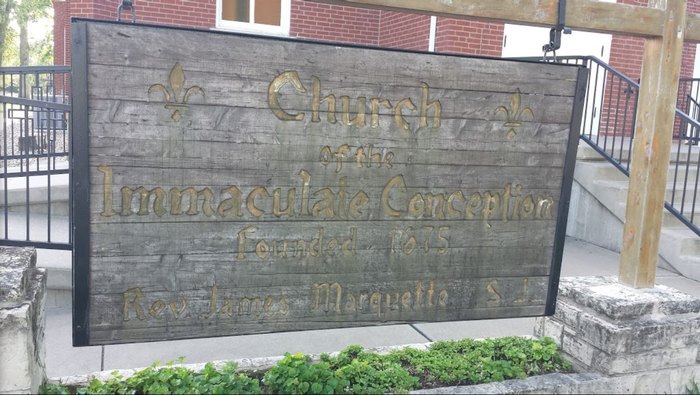 Church
of the
Immaculate Conception
Founded 1675
Rev. James Marquette S. J.